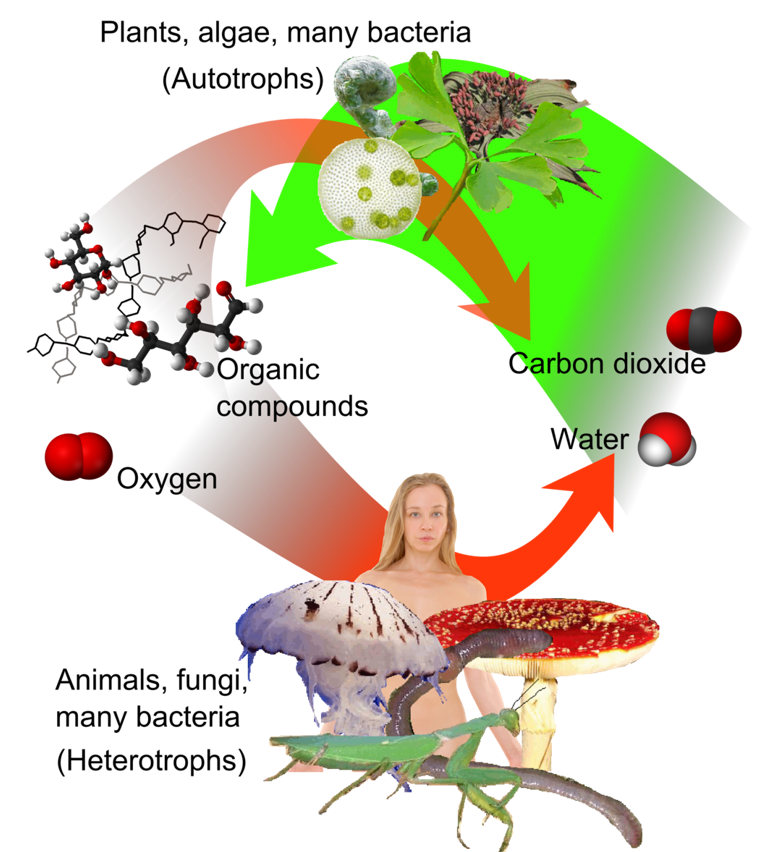 Plants, algae, many bacteria
(Autotrophs)
Organic
compounds
Carbon dioxide
Water
Oxygen
Animals, fungi,
many bacteria
(Heterotrophs)